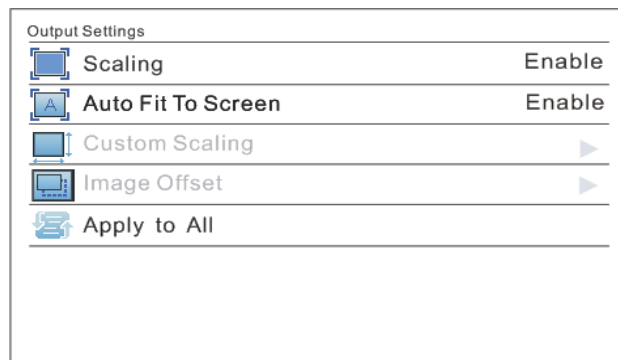 Output Settings
Scaling Enable
A Auto Fit To Screen Enable
Custom Scaling
Image Offset
Apply to All